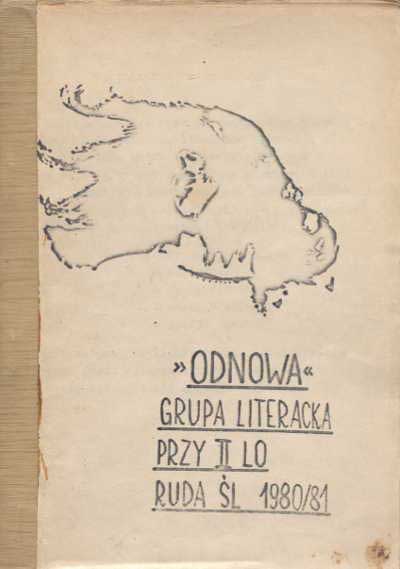 »ODNOWA«
GRUPA LITERACKA
PRZY II LO
RUDA ŚL 1980/81